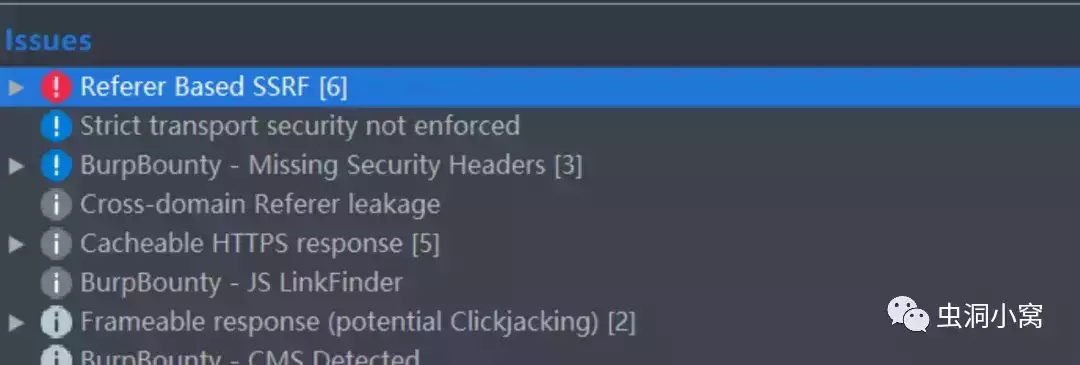 Issues
Referer Based SSRF [6]
Strict transport security not enforced
BurpBounty - Missing Security Headers [3]
Cross-domain Referer leakage
Cacheable HTTPS response [5]
BurpBounty - JS LinkFinder
Frameable response (potential Clickjacking) [2]
虫洞小窝
BurpBounty - CMS Detected